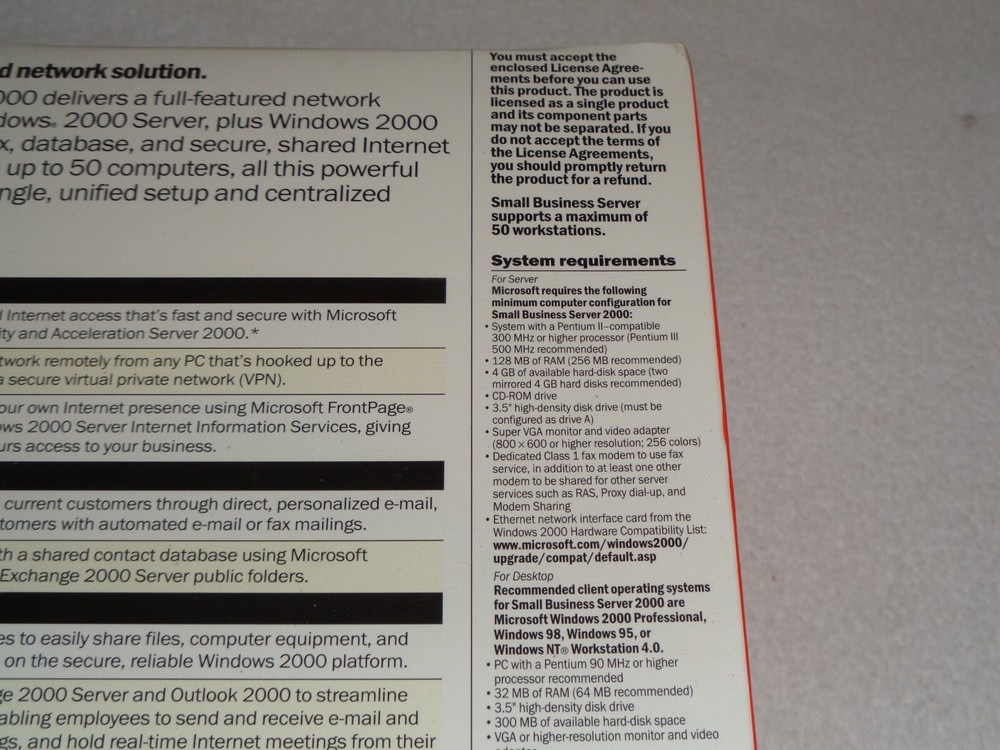 d network solution.
000 delivers a full-featured network
dows® 2000 Server, plus Windows 2000
x, database, and secure, shared Internet
up to 50 computers, all this powerful
ngle, unified setup and centralized
d Internet access that's fast and secure with Microsoft
ity and Acceleration Server 2000.*
twork remotely from any PC that's hooked up to the
a secure virtual private network (VPN).
our own Internet presence using Microsoft FrontPage®
ws 2000 Server Internet Information Services, giving
urs access to your business.
current customers through direct, personalized e-mail,
tomers with automated e-mail or fax mailings.
th a shared contact database using Microsoft
Exchange 2000 Server public folders.
es to easily share files, computer equipment, and
on the secure, reliable Windows 2000 platform.
ge 2000 Server and Outlook 2000 to streamline
abling employees to send and receive e-mail and
gs, and hold real-time Internet meetings from their
You must accept the
enclosed License Agree-
ments before you can use
this product. The product is
licensed as a single product
and its component parts
may not be separated. If you
do not accept the terms of
the License Agreements,
you should promptly return
the product for a refund.
Small Business Server
supports a maximum of
50 workstations.
System requirements
For Server
Microsoft requires the following
minimum computer configuration for
Small Business Server 2000:
• System with a Pentium II–compatible
300 MHz or higher processor (Pentium III
500 MHz recommended)
• 128 MB of RAM (256 MB recommended)
• 4 GB of available hard-disk space (two
mirrored 4 GB hard disks recommended)
• CD-ROM drive
• 3.5" high-density disk drive (must be
configured as drive A)
• Super VGA monitor and video adapter
(800 × 600 or higher resolution; 256 colors)
• Dedicated Class 1 fax modem to use fax
service, in addition to at least one other
modem to be shared for other server
services such as RAS, Proxy dial-up, and
Modem Sharing
• Ethernet network interface card from the
Windows 2000 Hardware Compatibility List:
www.microsoft.com/windows2000/
upgrade/compat/default.asp
For Desktop
Recommended client operating systems
for Small Business Server 2000 are
Microsoft Windows 2000 Professional,
Windows 98, Windows 95, or
Windows NT® Workstation 4.0.
• PC with a Pentium 90 MHz or higher
processor recommended
• 32 MB of RAM (64 MB recommended)
• 3.5" high-density disk drive
• 300 MB of available hard-disk space
• VGA or higher-resolution monitor and video